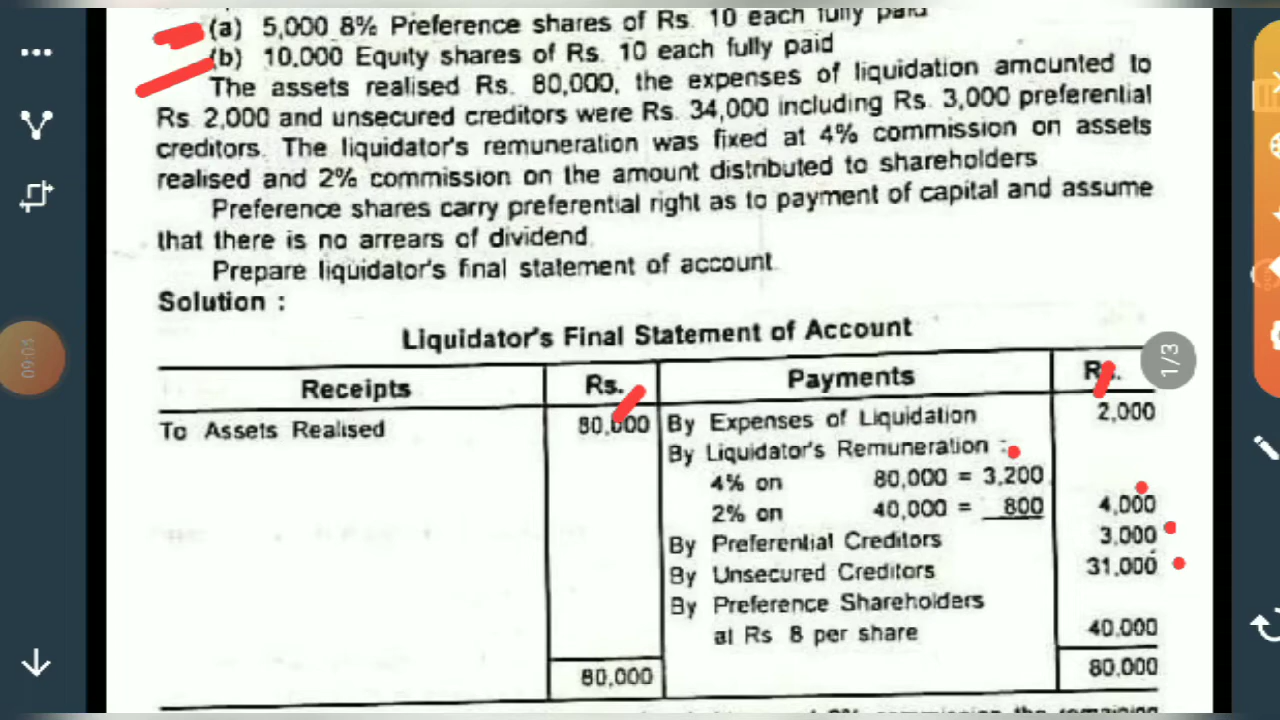 (a) 5,000 8% Preference shares of Rs. 10 each fully paid
(b) 10,000 Equity shares of Rs. 10 each fully paid
The assets realised Rs. 80,000, the expenses of liquidation amounted to
Rs. 2,000 and unsecured creditors were Rs. 34,000 including Rs. 3,000 preferential
creditors. The liquidator's remuneration was fixed at 4% commission on assets
realised and 2% commission on the amount distributed to shareholders
Preference shares carry preferential right as to payment of capital and assume
that there is no arrears of dividend.
Prepare liquidator's final statement of account.
Solution :
Liquidator's Final Statement of Account
Receipts Rs. Payments Rs.
To Assets Realised 80,000 By Expenses of Liquidation 2,000
By Liquidator's Remuneration :
4% on 80,000 = 3,200
2% on 40,000 = 800 4,000
By Preferential Creditors 3,000
By Unsecured Creditors 31,000
By Preference Shareholders
at Rs 8 per share 40.000
80,000 80,000
09:05
1/3